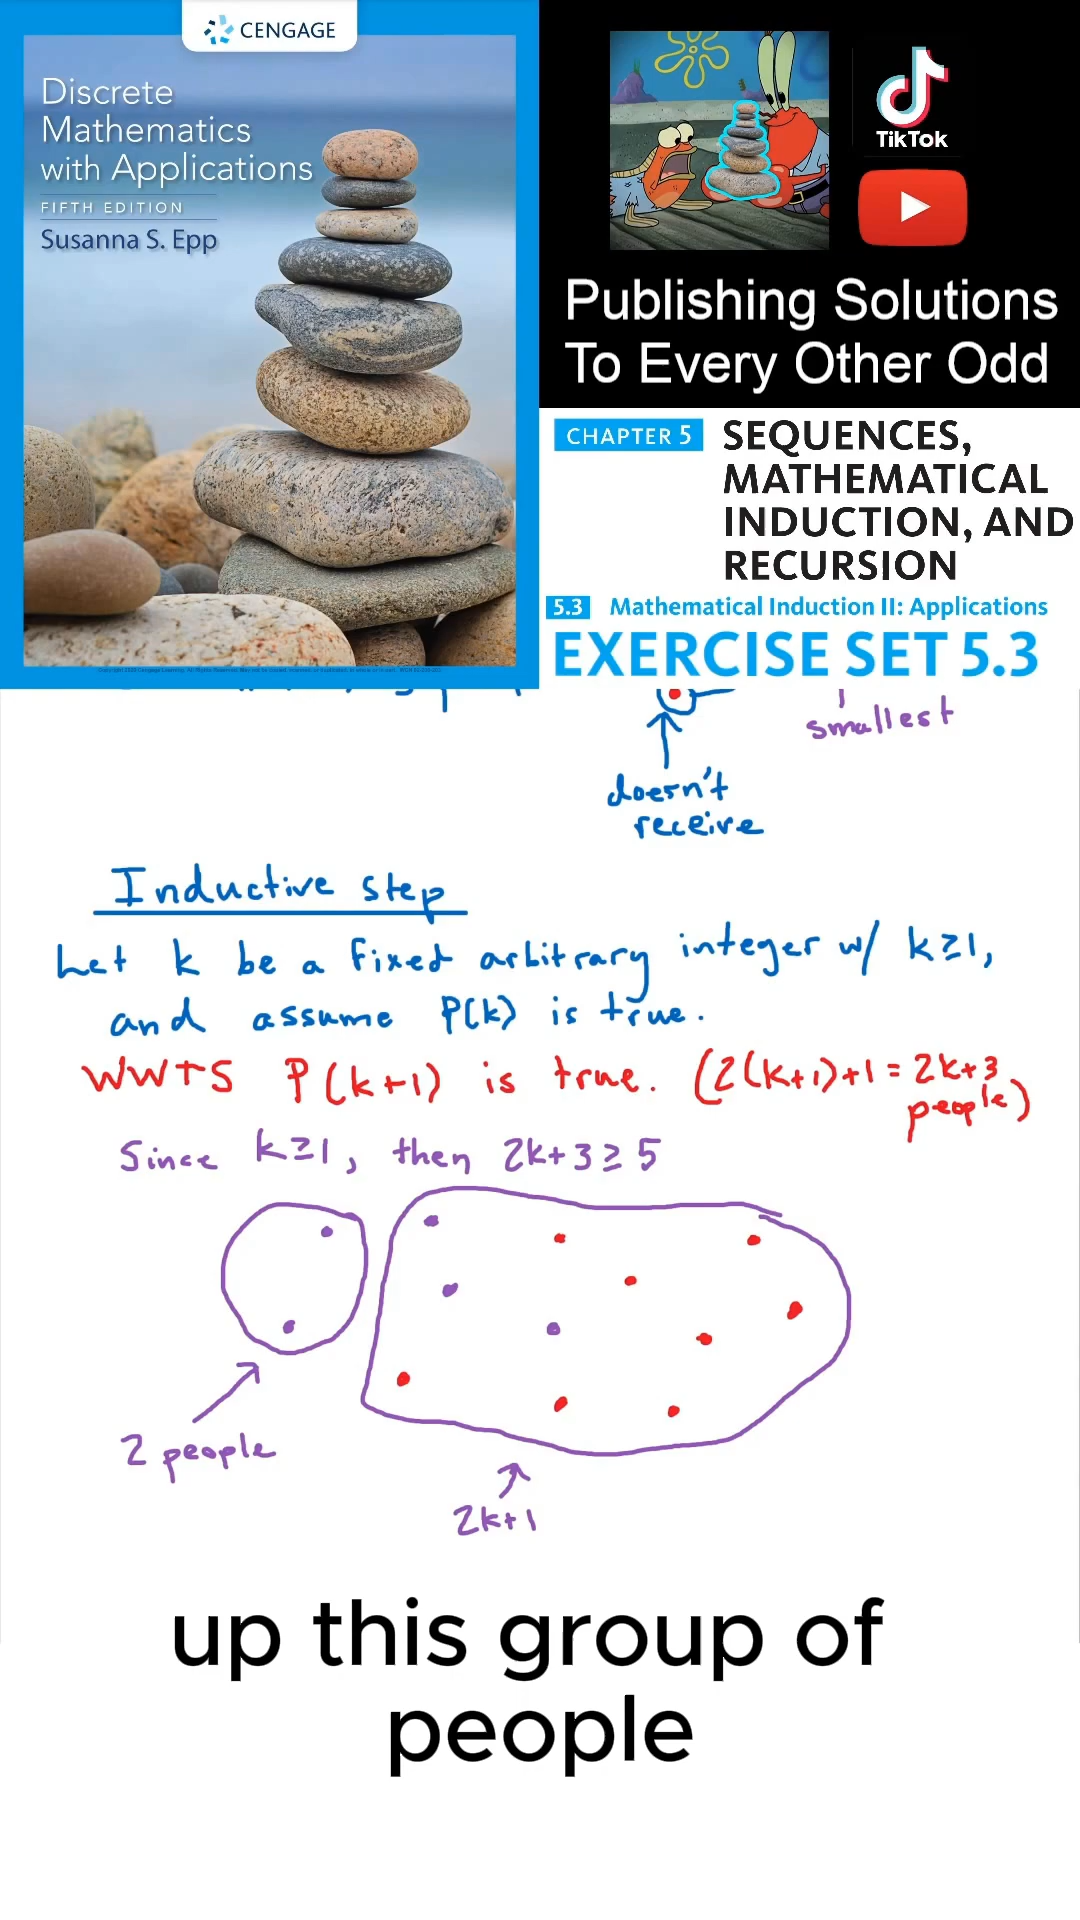 CENGAGE
Discrete
Mathematics
with Applications
FIFTH EDITION
Susanna S. Epp
TikTok
Publishing Solutions
To Every Other Odd
CHAPTER 5 SEQUENCES,
MATHEMATICAL
INDUCTION, AND
RECURSION
5.3 Mathematical Induction II: Applications
EXERCISE SET 5.3
smallest
doesn't
receive
Inductive step
Let k be a fixed arbitrary integer w/ k≥1,
and assume P(k) is true.
WWTS P(k+1) is true. (2(k+1)+1 = 2k+3
people)
Since k≥1, then 2k+3≥5
2 people
2k+1
up this group of
people